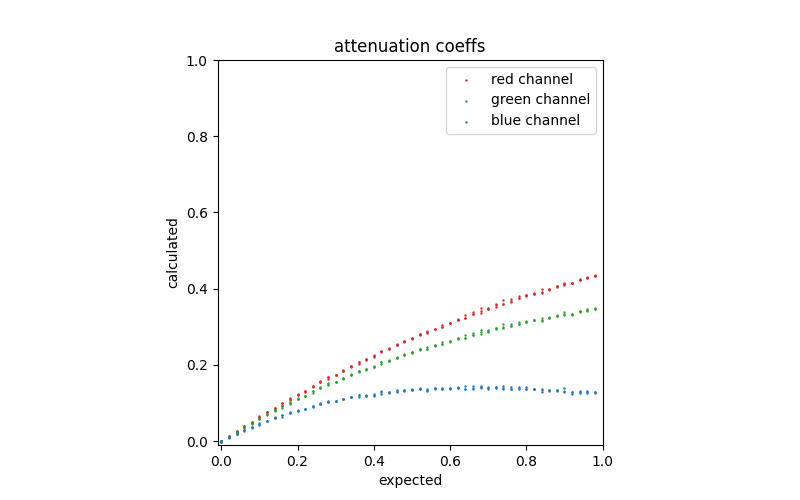 attenuation coeffs
red channel
green channel
blue channel
calculated
1.0
0.8
0.6
0.4
0.2
0.0
0.0 0.2 0.4 0.6 0.8 1.0
expected